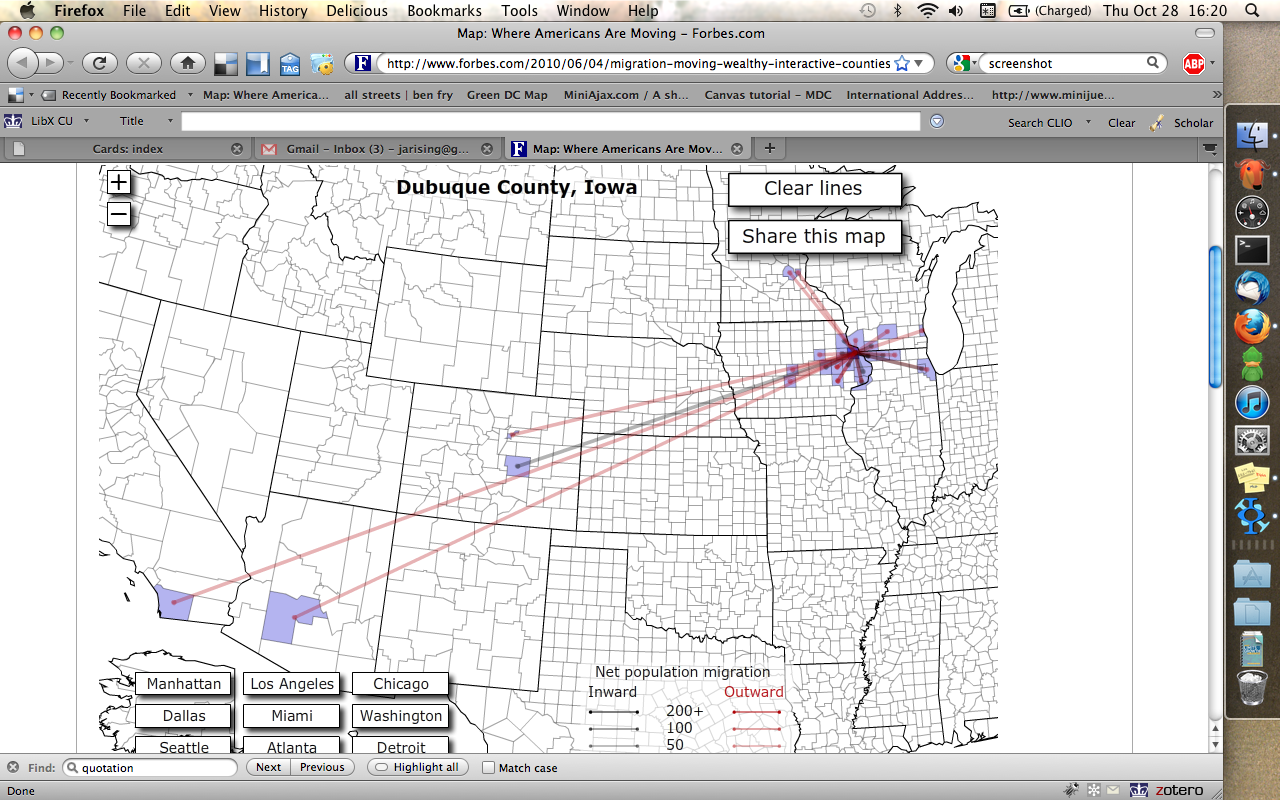 Firefox File Edit View History Delicious Bookmarks Tools Window Help (Charged) Thu Oct 28 16:20
Map: Where Americans Are Moving – Forbes.com
TAG F http://www.forbes.com/2010/06/04/migration-moving-wealthy-interactive-counties screenshot ABP
Recently Bookmarked Map: Where America... all streets | ben fry Green DC Map MiniAjax.com / A sh... Canvas tutorial – MDC International Addres... http://www.minijue... »
LibX CU Title Search CLIO Clear Scholar
Cards: index Gmail – Inbox (3) – jarising@g... F Map: Where Americans Are Mov... +
+
−
Dubuque County, Iowa
Clear lines
Share this map
Manhattan Los Angeles Chicago
Dallas Miami Washington
Seattle Atlanta Detroit
Net population migration
Inward Outward
200+
100
50
Find: quotation Next Previous Highlight all Match case
Done zotero